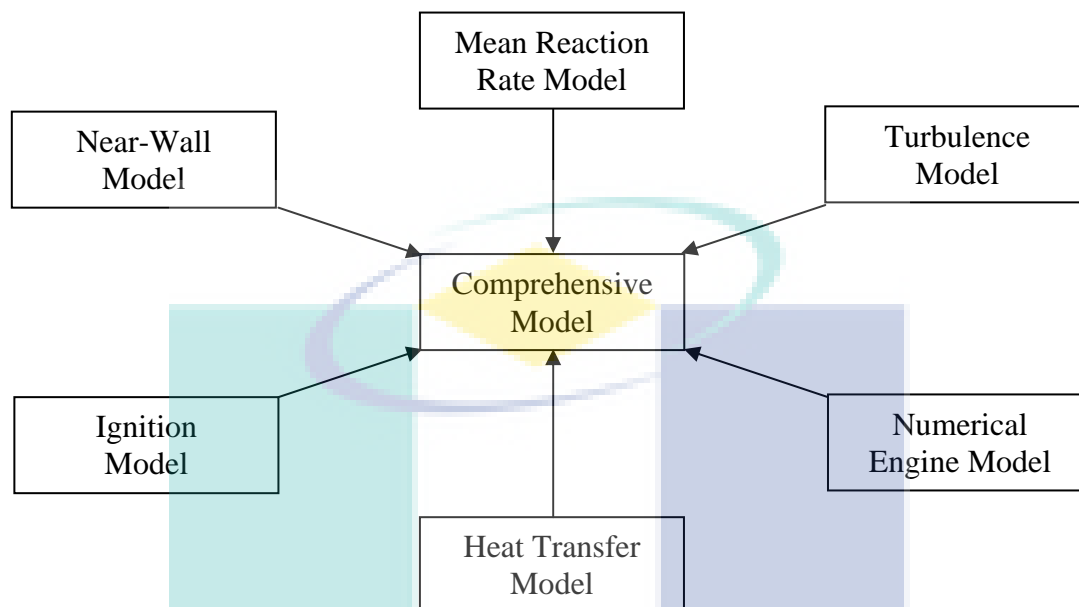 Mean Reaction
Rate Model
Near-Wall
Model
Turbulence
Model
Comprehensive
Model
Ignition
Model
Numerical
Engine Model
Heat Transfer
Model